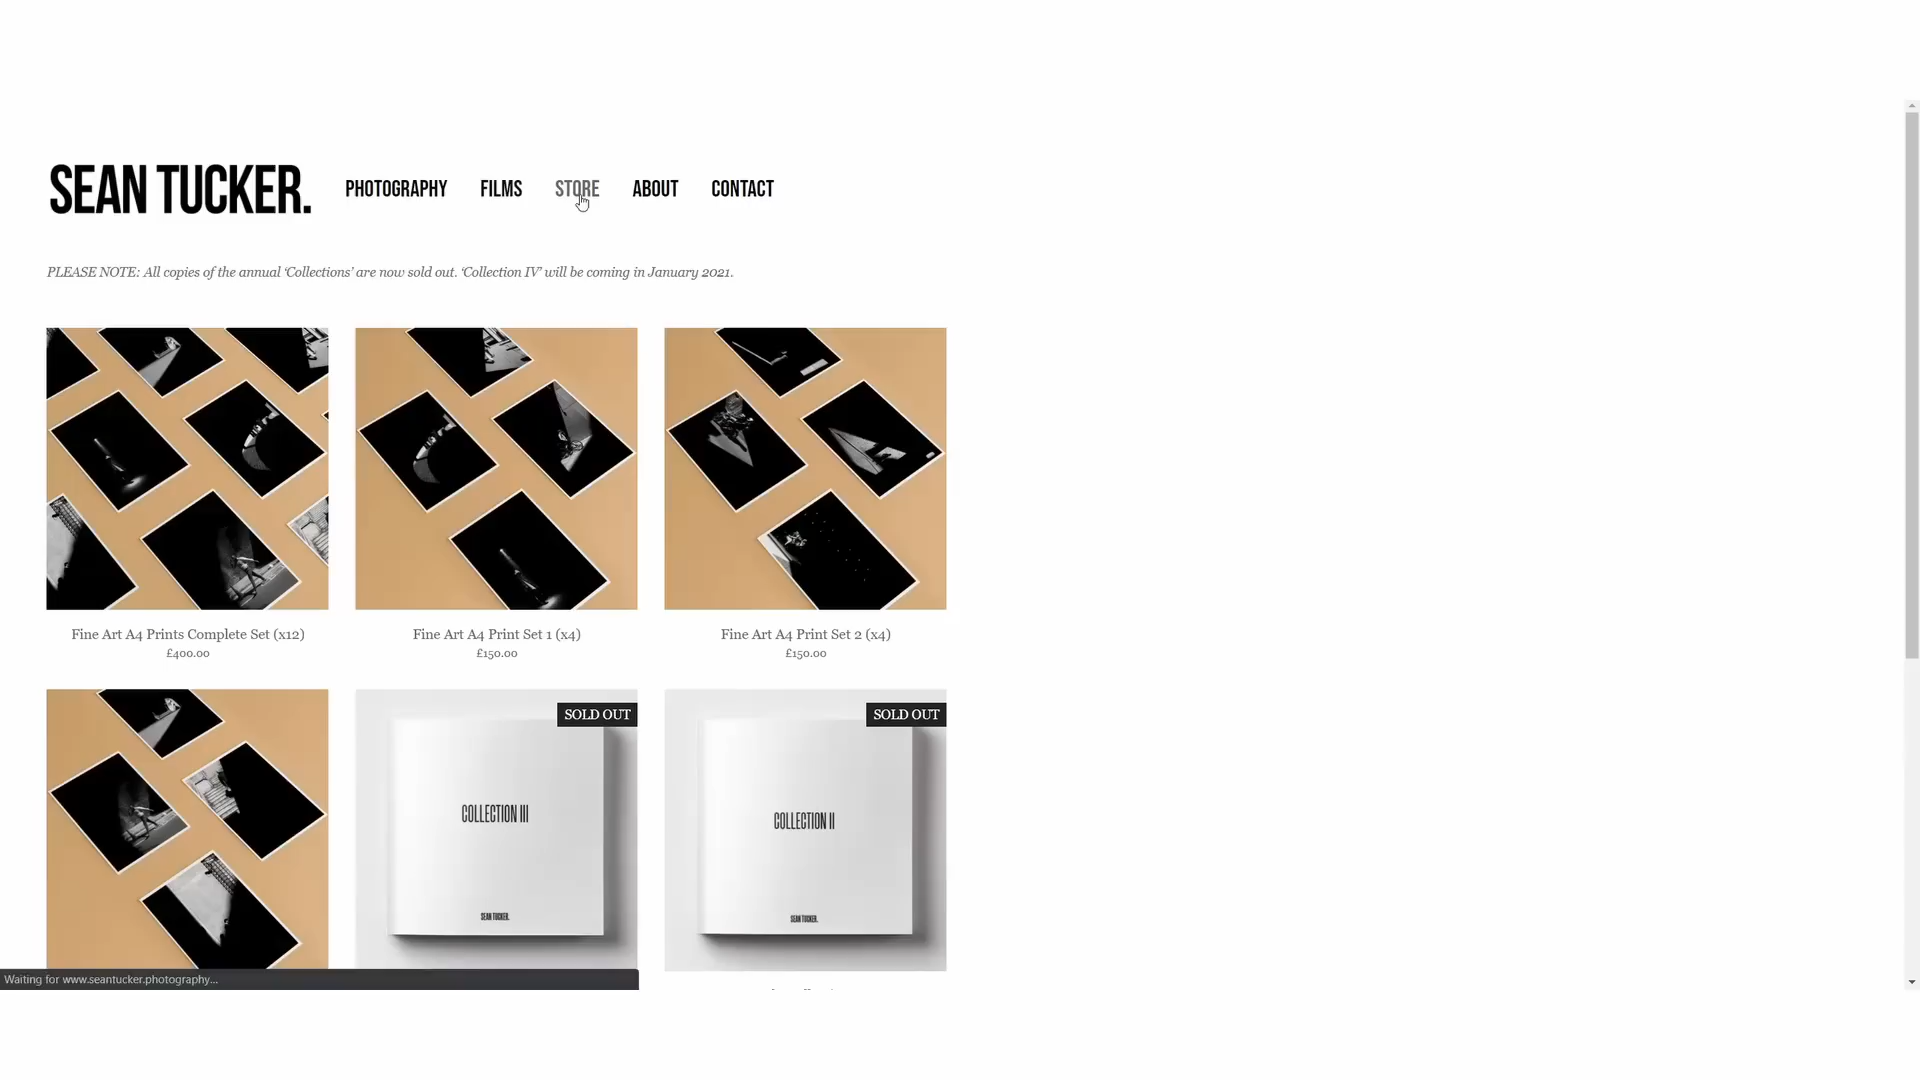 SEAN TUCKER.
PHOTOGRAPHY FILMS STORE ABOUT CONTACT
PLEASE NOTE: All copies of the annual ‘Collections’ are now sold out. ‘Collection IV’ will be coming in January 2021.
Fine Art A4 Prints Complete Set (x12)
£400.00
Fine Art A4 Print Set 1 (x4)
£150.00
Fine Art A4 Print Set 2 (x4)
£150.00
SOLD OUT
COLLECTION III
SEAN TUCKER.
SOLD OUT
COLLECTION II
SEAN TUCKER.
Waiting for www.seantucker.photography...